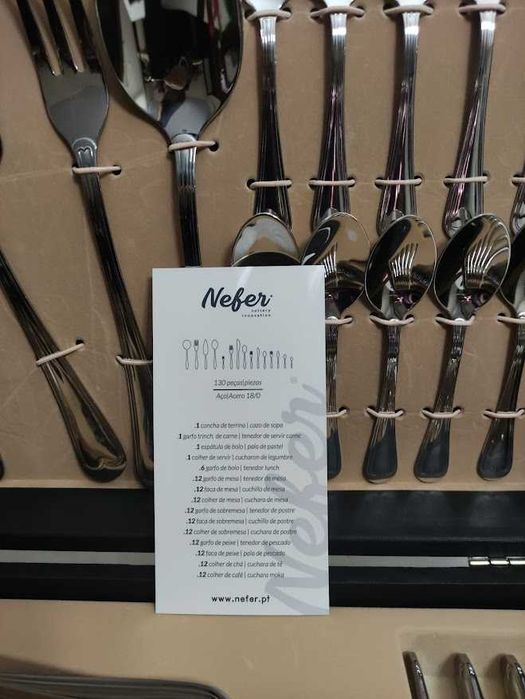 Nefer®
cutlery
innovation
130 peças|piezas
Aço|Acero 18/0
.1 concha de terrina | cazo de sopa
.1 garfo trinch. de carne | tenedor de servir carne
.1 espátula de bolo | pala de pastel
.1 colher de servir | cucharon de legumbre
.6 garfo de bolo | tenedor lunch
.12 garfo de mesa | tenedor de mesa
.12 faca de mesa | cuchillo de mesa
.12 colher de mesa | cuchara de mesa
.12 garfo de sobremesa | tenedor de postre
.12 faca de sobremesa | cuchillo de postre
.12 colher de sobremesa | cuchara de postre
.12 garfo de peixe | tenedor de pescado
.12 faca de peixe | pala de pescado
.12 colher de chá | cuchara de té
.12 colher de café | cuchara moka
www.nefer.pt
Nefer®